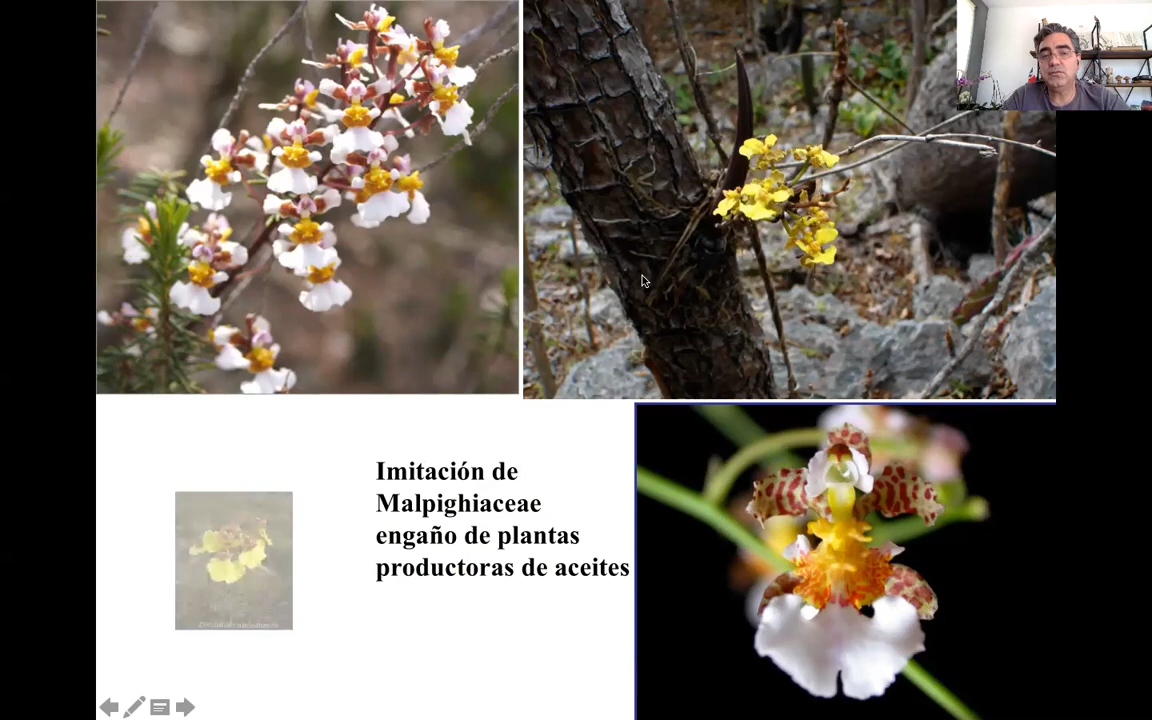 Imitación de
Malpighiaceae
engaño de plantas
productoras de aceites